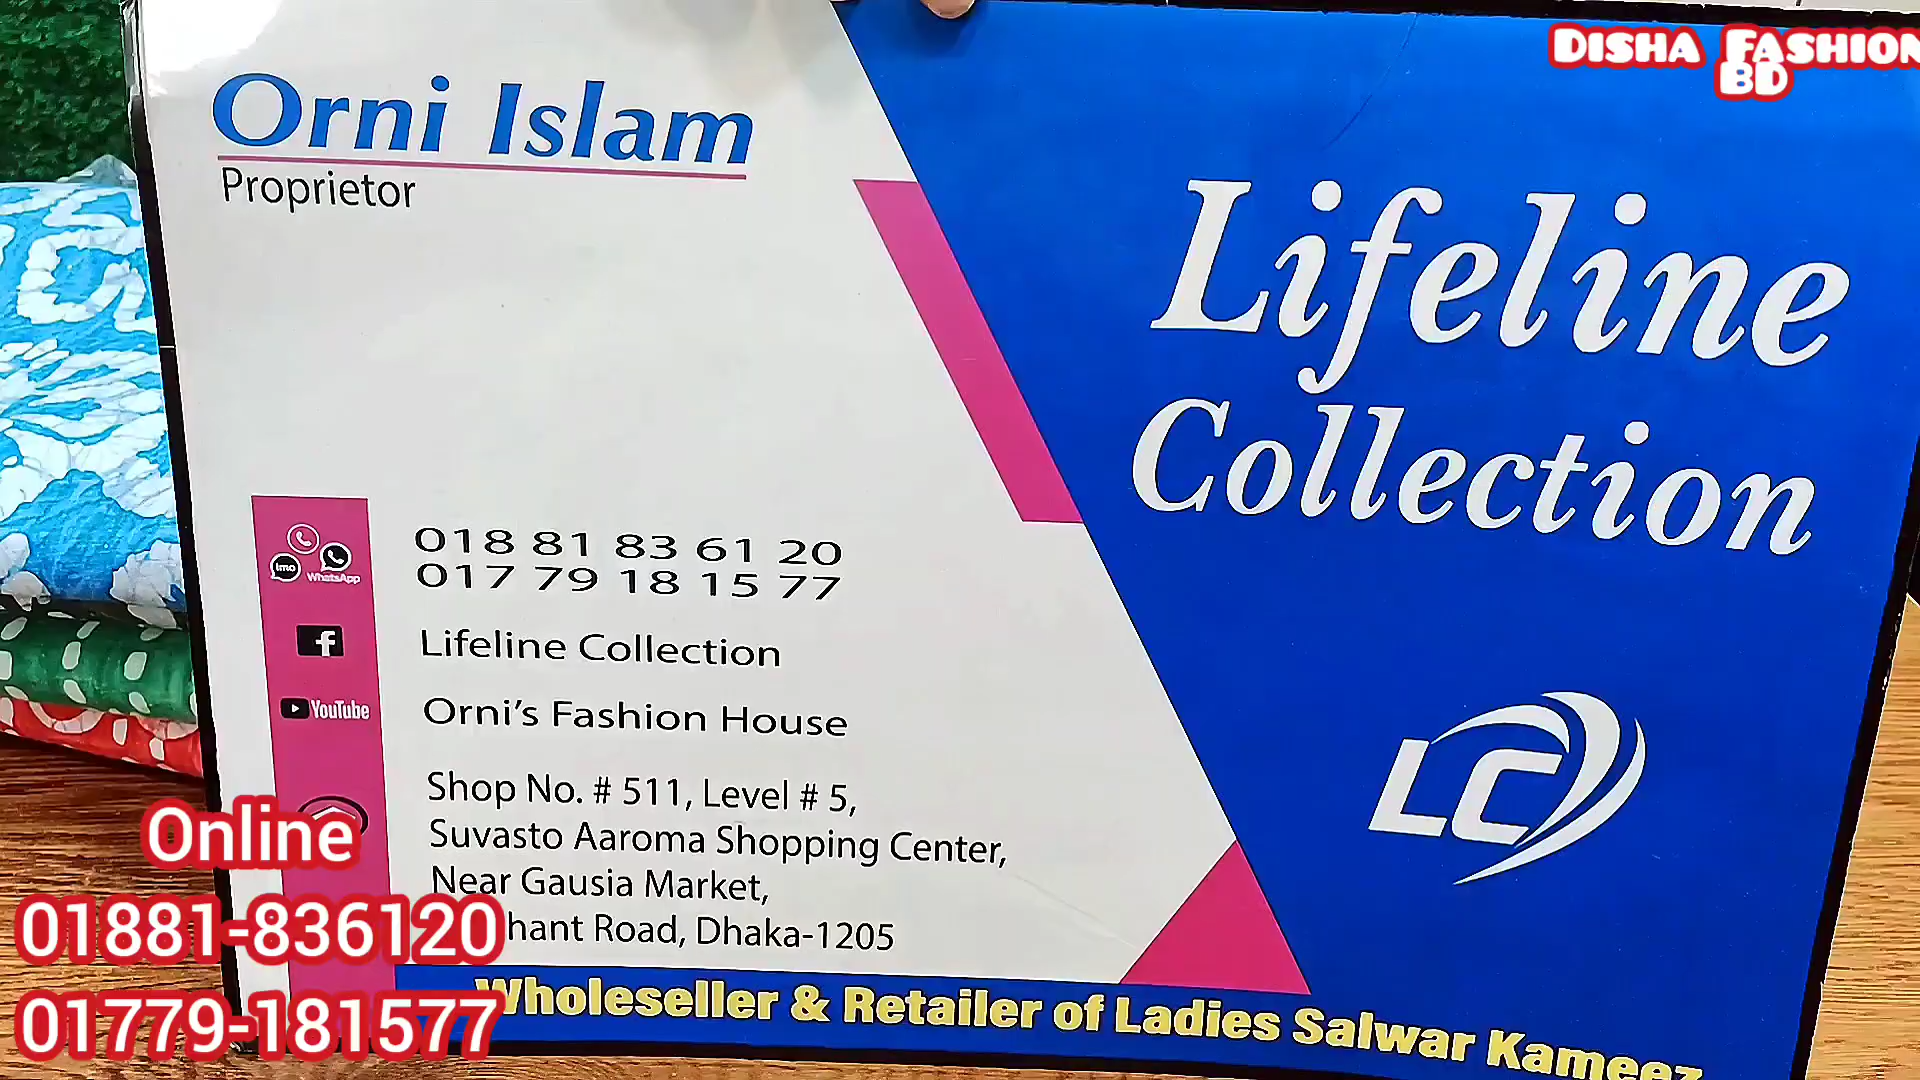 Disha Fashion
BD
Orni Islam
Proprietor
Lifeline
Collection
imo
WhatsApp
018 81 83 61 20
017 79 18 15 77
f
Lifeline Collection
YouTube
Orni's Fashion House
Shop No. # 511, Level # 5,
Suvasto Aaroma Shopping Center,
Near Gausia Market,
hant Road, Dhaka-1205
LC
Wholeseller & Retailer of Ladies Salwar Kameez
Online
01881-836120
01779-181577